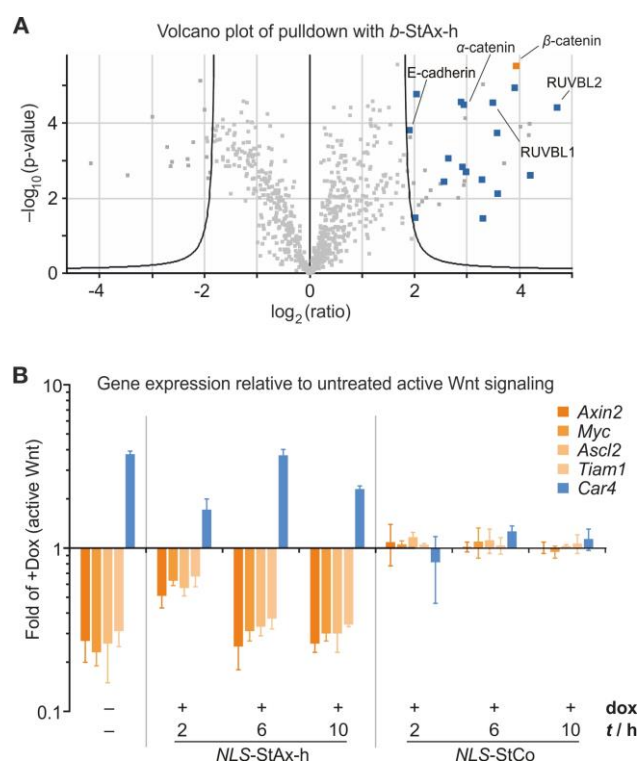 A
Volcano plot of pulldown with b-StAx-h
α-catenin
β-catenin
E-cadherin
RUVBL2
RUVBL1
6
4
2
0
-4
-2
0
2
4
–log10(p-value)
log2(ratio)
B
Gene expression relative to untreated active Wnt signaling
10
1
0.1
Fold of +Dox (active Wnt)
Axin2
Myc
Ascl2
Tiam1
Car4
– + + + + + + dox
– 2 6 10 2 6 10 t / h
NLS-StAx-h NLS-StCo